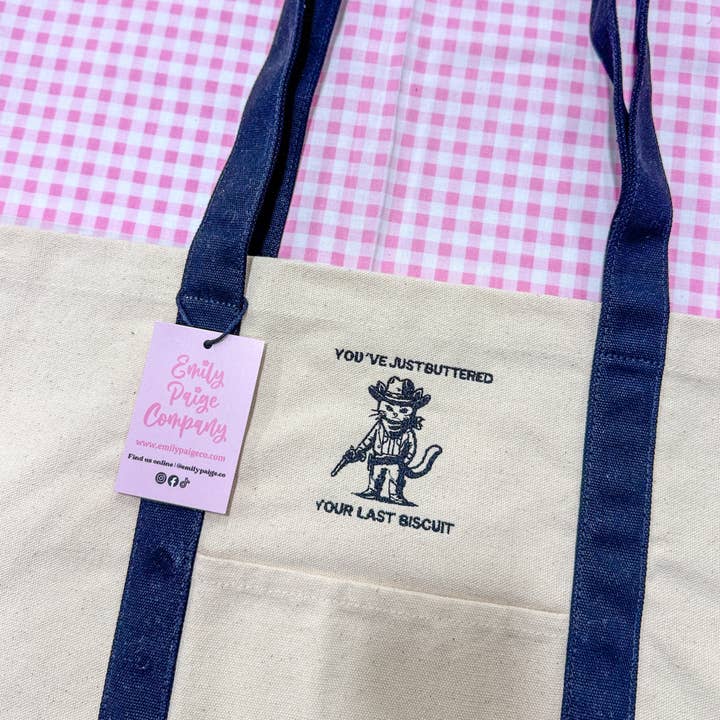 YOU'VE JUST BUTTERED
YOUR LAST BISCUIT
Emily
Paige
Company
www.emilypaigeco.com
Find us online | @emilypaige.co